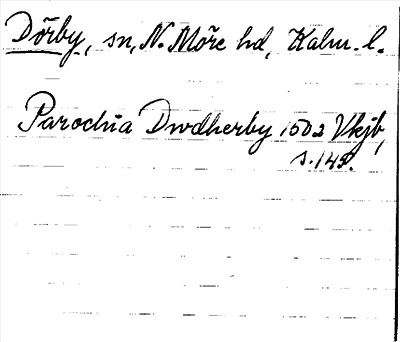 Dörby, sn, N. Möre hd, Kalm. l.
Parochia Dwdherby 1502 Vkjb,
s. 145.